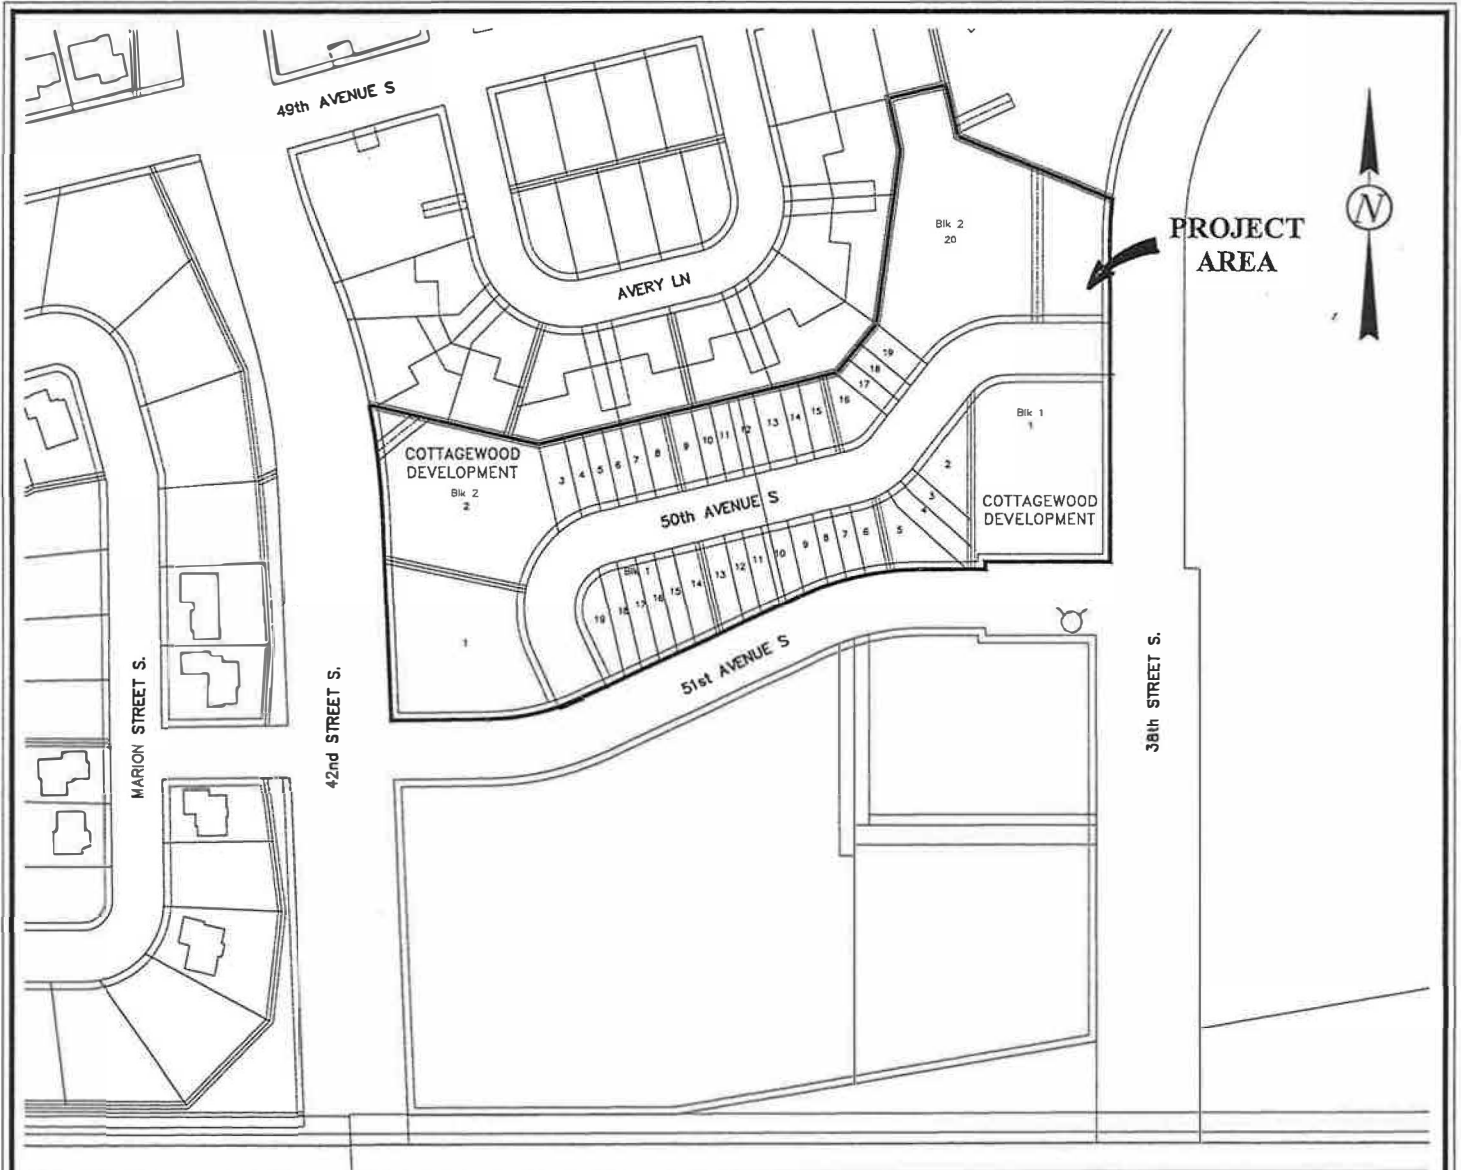 49th AVENUE S
AVERY LN
Blk 2
20
PROJECT
AREA
N
19
18
17
16
COTTAGEWOOD
DEVELOPMENT
Blk 2
2
3
4
5
6
7
8
9
10
11
12
13
14
15
Blk 1
1
COTTAGEWOOD
DEVELOPMENT
50th AVENUE S
2
3
4
5
6
7
8
9
10
11
12
13
14
15
16
17
18
19
Blk 1
1
51st AVENUE S
MARION STREET S.
42nd STREET S.
38th STREET S.